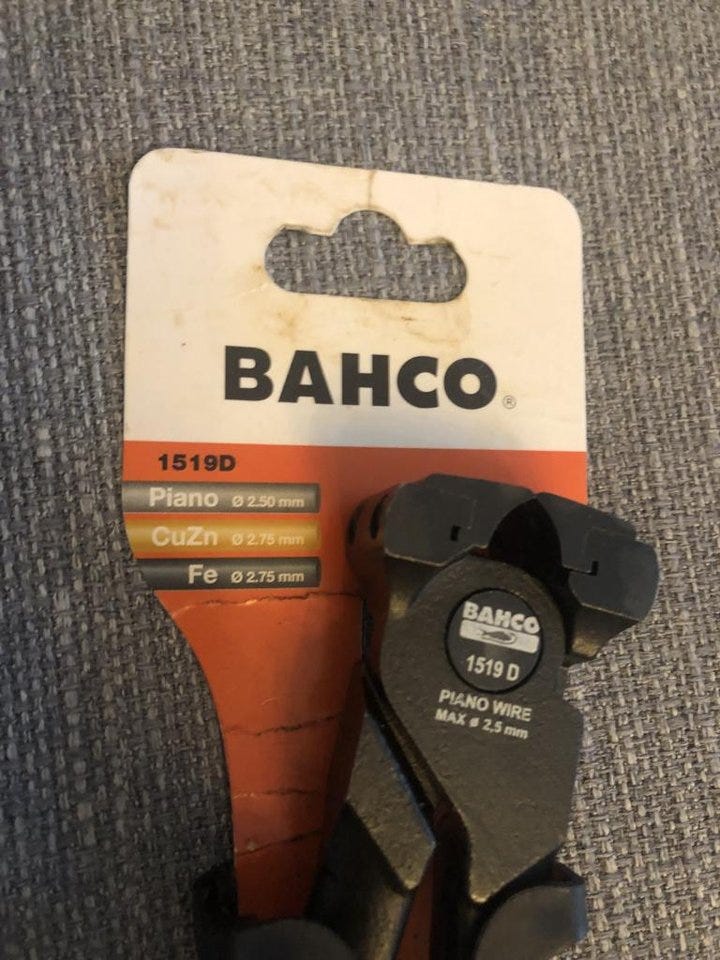 BAHCO®
1519D
Piano Ø 2.50 mm
CuZn Ø 2.75 mm
Fe Ø 2.75 mm
BAHCO
1519 D
PIANO WIRE
MAX ø 2,5 mm